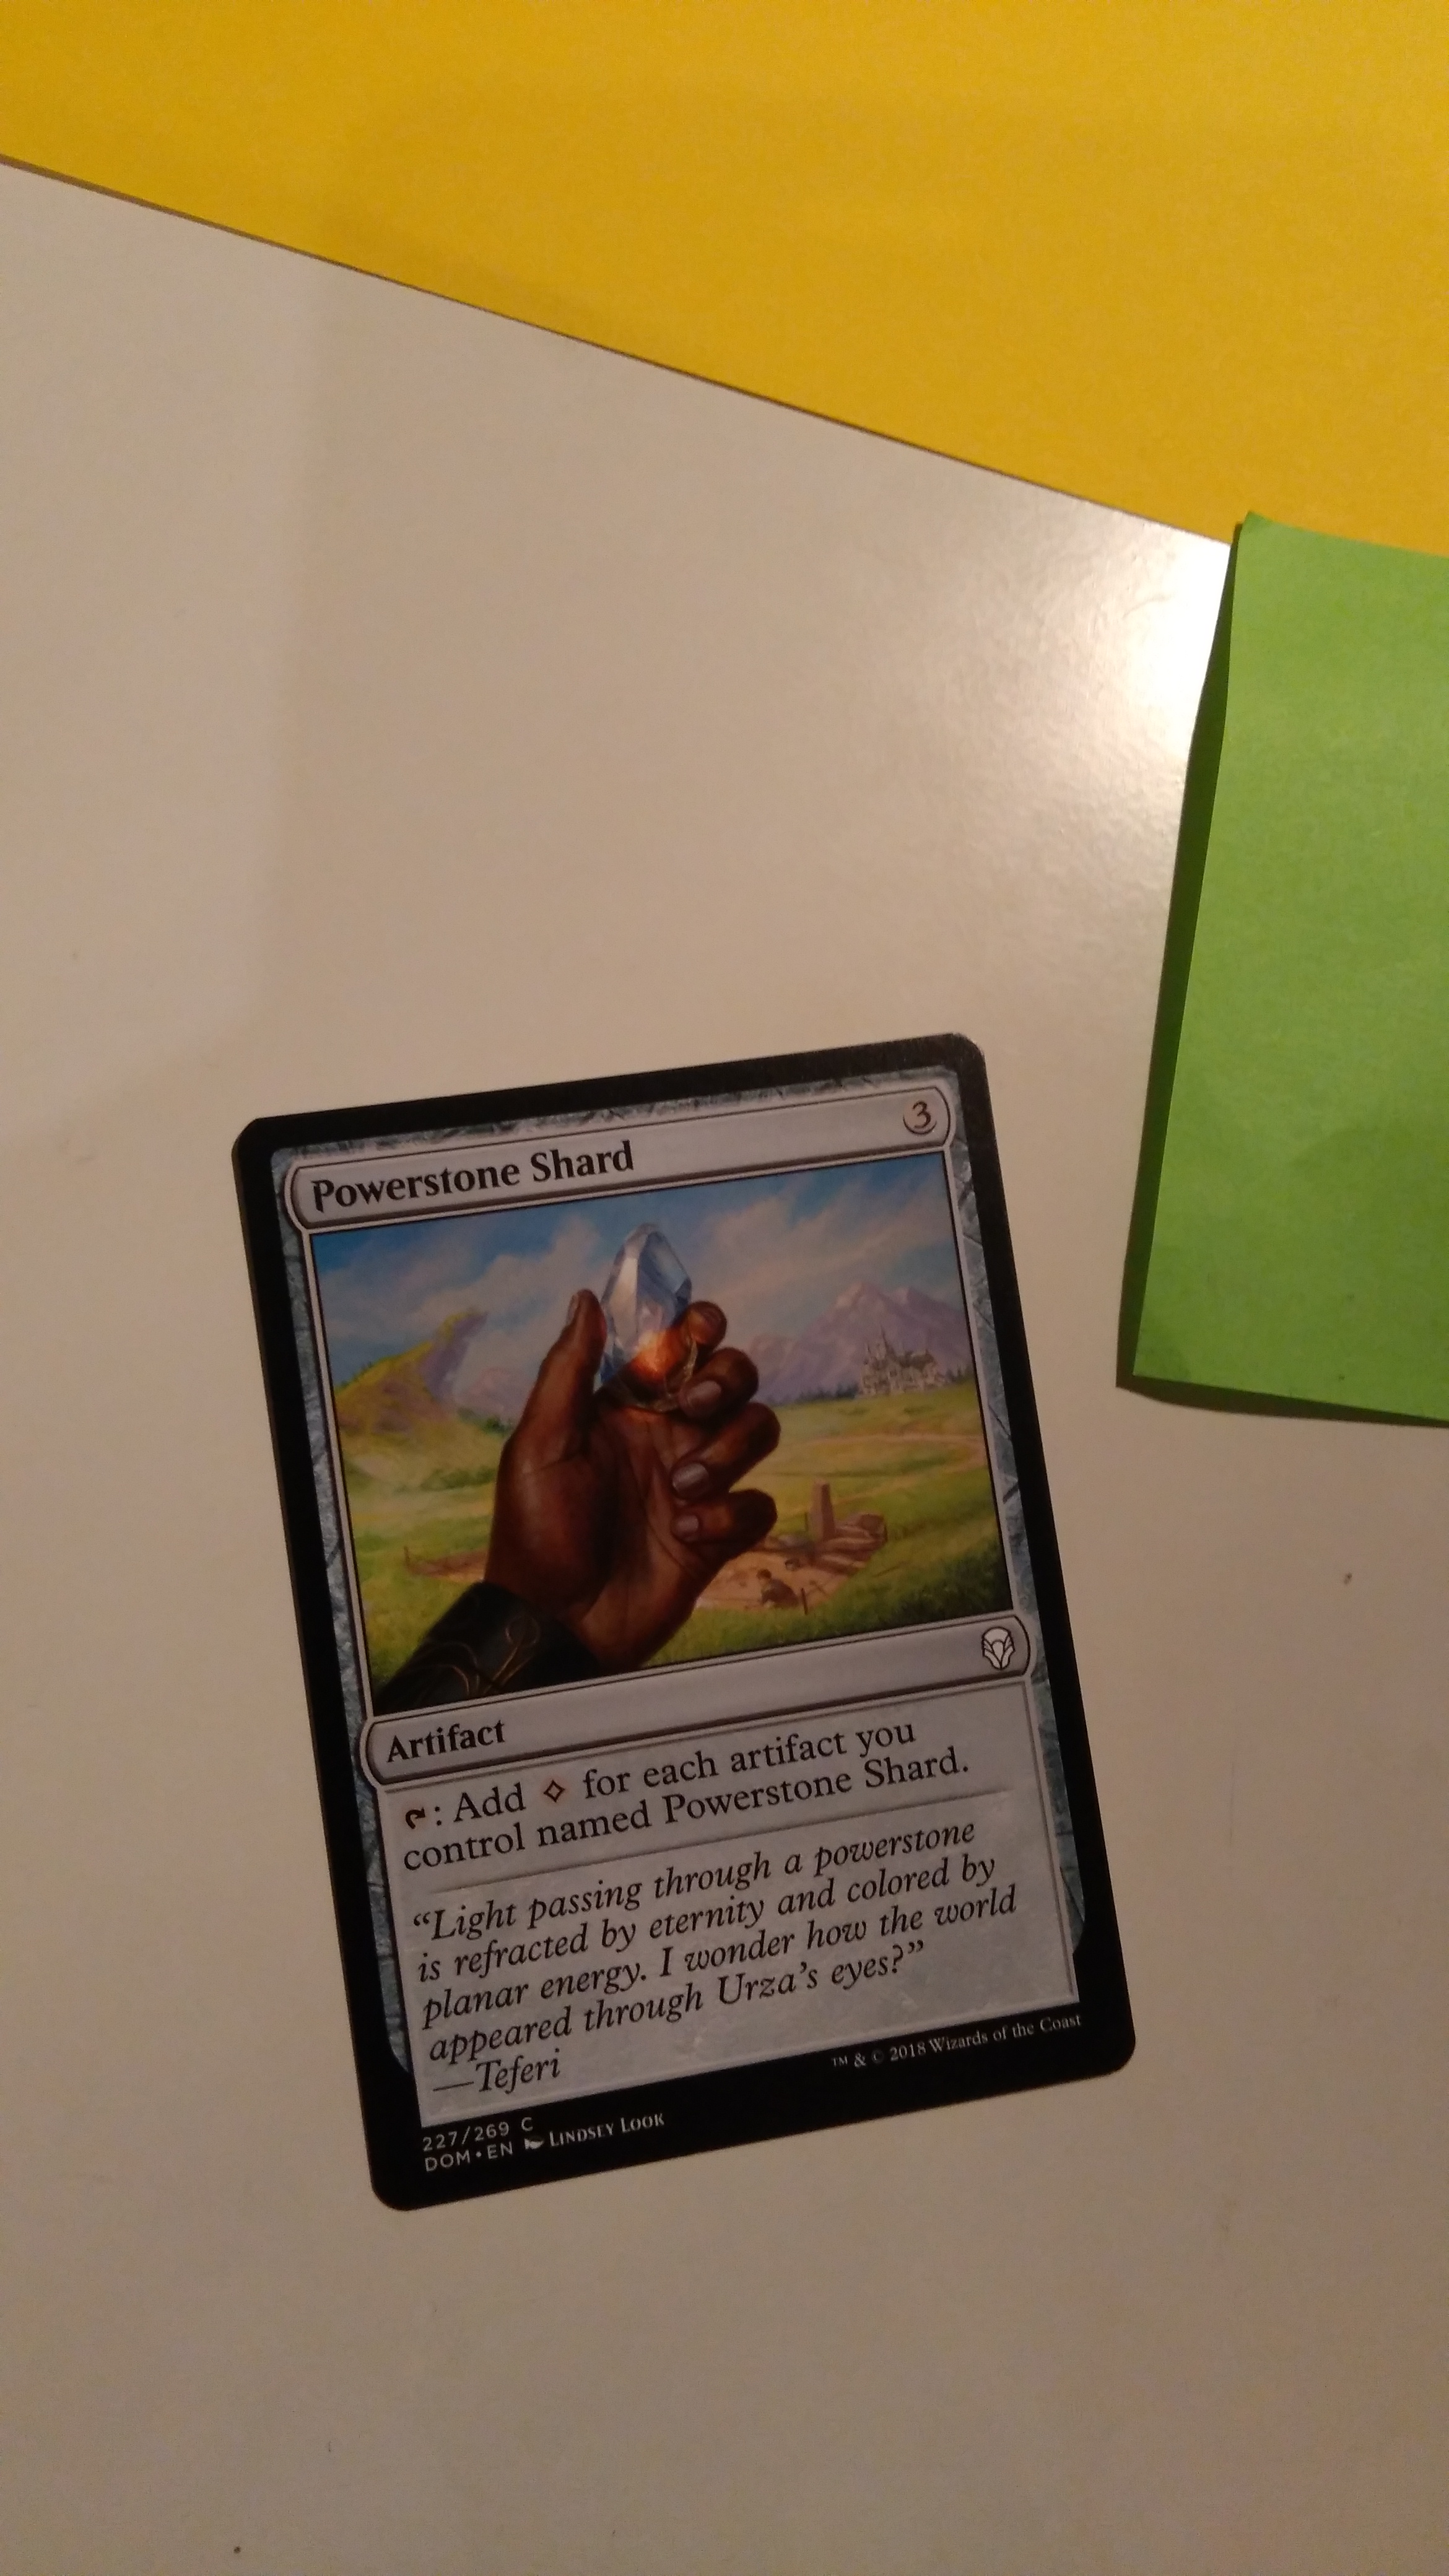 Powerstone Shard
3
Artifact
: Add for each artifact you
control named Powerstone Shard.
“Light passing through a powerstone
is refracted by eternity and colored by
planar energy. I wonder how the world
appeared through Urza’s eyes?”
—Teferi
227/269 C
DOM • EN LINDSEY LOOK
™ & © 2018 Wizards of the Coast